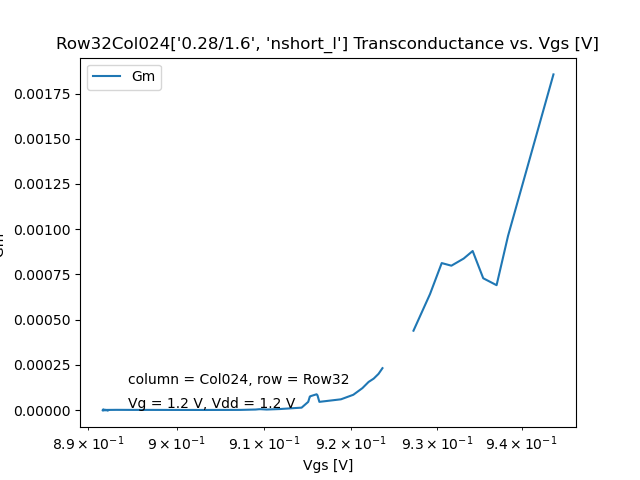 Row32Col024['0.28/1.6', 'nshort_l'] Transconductance vs. Vgs [V]
Gm
0.00175
0.00150
0.00125
0.00100
0.00075
0.00050
0.00025
0.00000
Gm
column = Col024, row = Row32
Vg = 1.2 V, Vdd = 1.2 V
8.9 × 10⁻¹ 9 × 10⁻¹ 9.1 × 10⁻¹ 9.2 × 10⁻¹ 9.3 × 10⁻¹ 9.4 × 10⁻¹
Vgs [V]